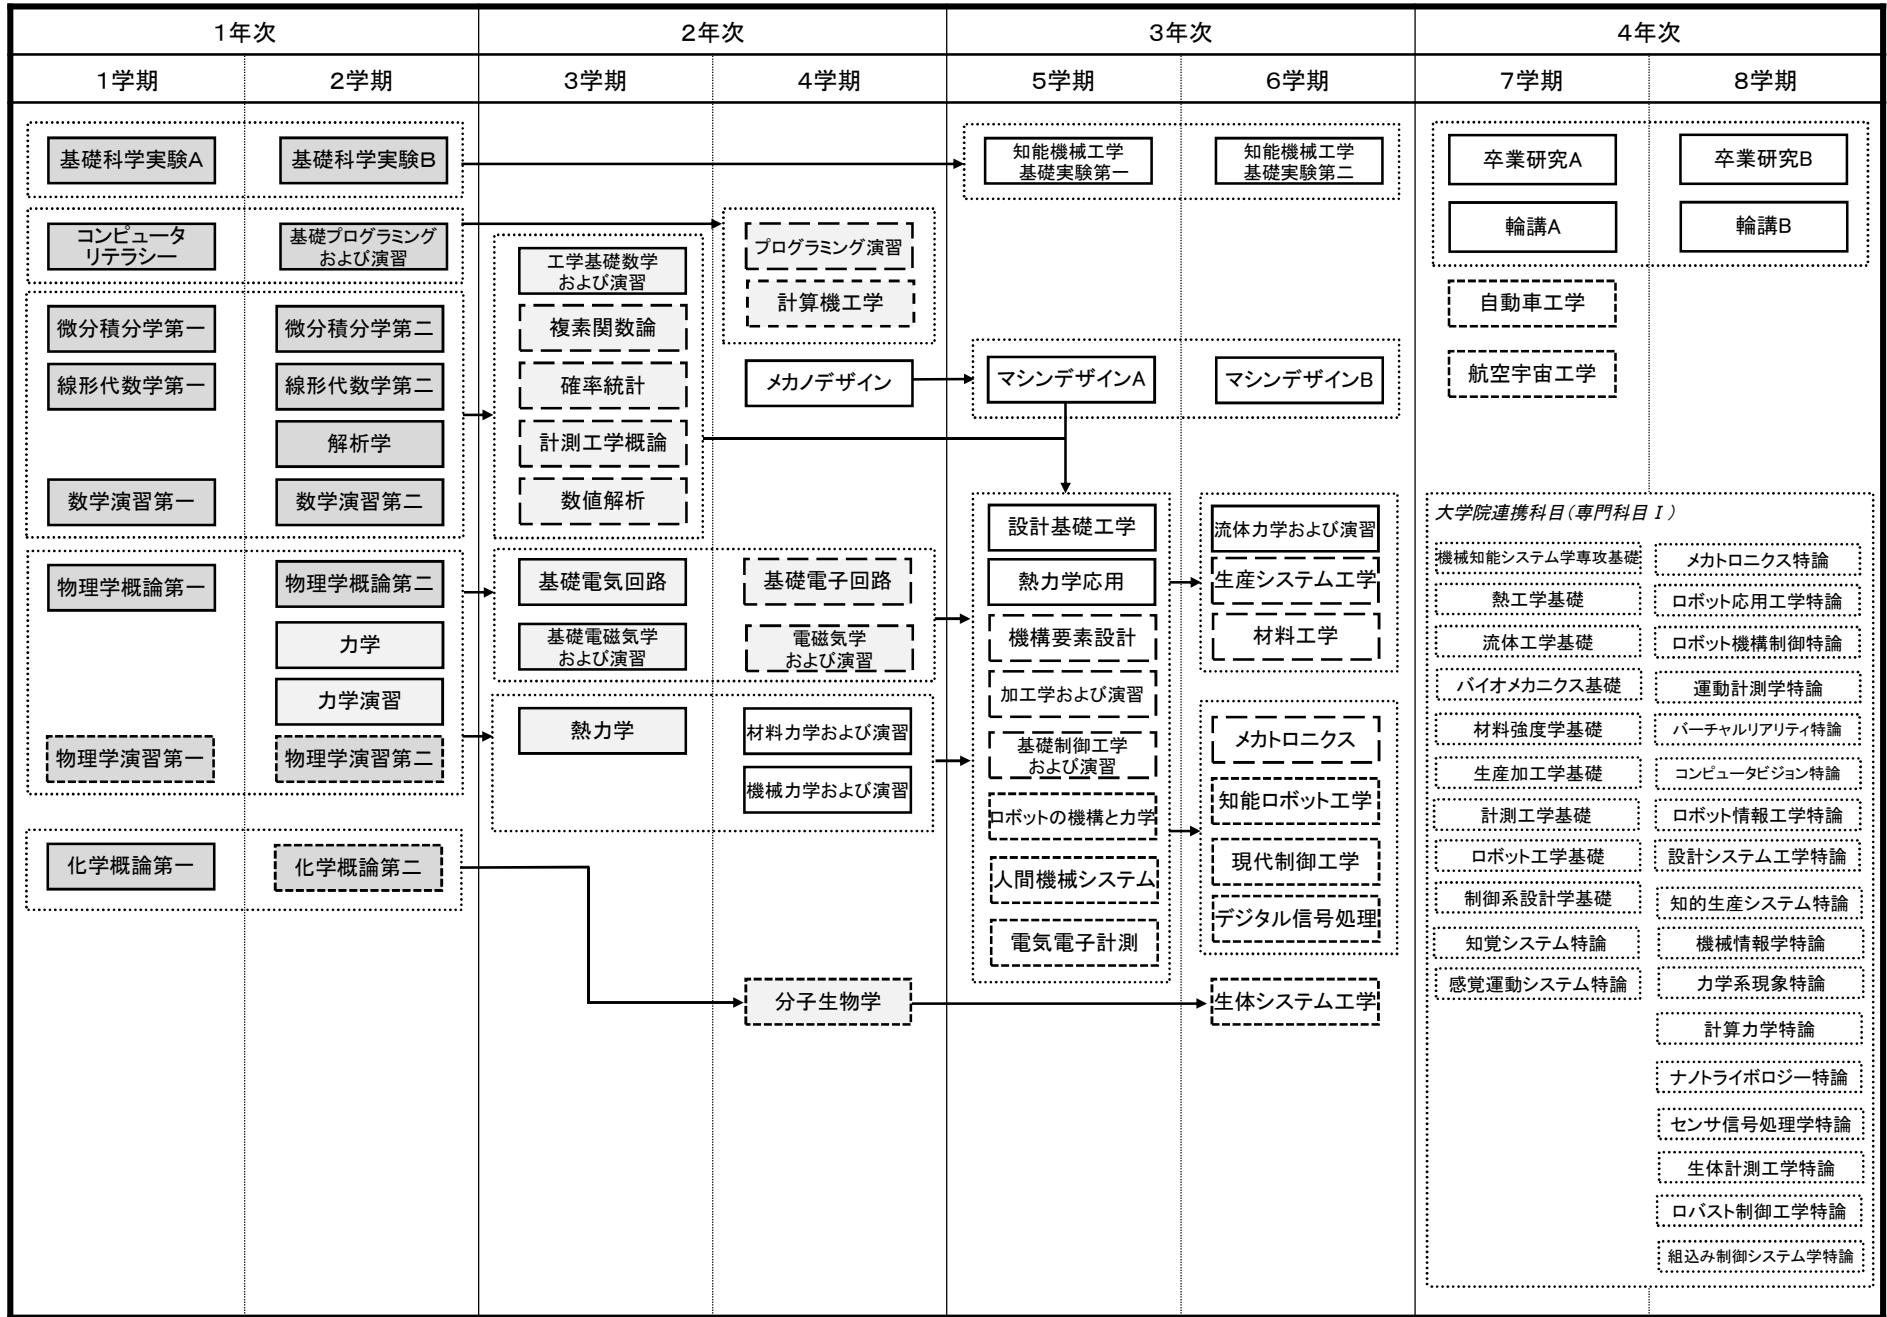 1年次
2年次
3年次
4年次
1学期
2学期
3学期
4学期
5学期
6学期
7学期
8学期
基礎科学実験A
基礎科学実験B
コンピュータ
リテラシー
基礎プログラミング
および演習
微分積分学第一
微分積分学第二
線形代数学第一
線形代数学第二
解析学
数学演習第一
数学演習第二
物理学概論第一
物理学概論第二
力学
力学演習
物理学演習第一
物理学演習第二
化学概論第一
化学概論第二
工学基礎数学
および演習
複素関数論
確率統計
計測工学概論
数値解析
プログラミング演習
計算機工学
メカノデザイン
基礎電気回路
基礎電子回路
基礎電磁気学
および演習
電磁気学
および演習
熱力学
材料力学および演習
機械力学および演習
分子生物学
知能機械工学
基礎実験第一
知能機械工学
基礎実験第二
マシンデザインA
マシンデザインB
設計基礎工学
熱力学応用
機構要素設計
加工学および演習
基礎制御工学
および演習
ロボットの機構と力学
人間機械システム
電気電子計測
流体力学および演習
生産システム工学
材料工学
メカトロニクス
知能ロボット工学
現代制御工学
デジタル信号処理
生体システム工学
卒業研究A
卒業研究B
輪講A
輪講B
自動車工学
航空宇宙工学
大学院連携科目(専門科目Ⅰ)
機械知能システム学専攻基礎
熱工学基礎
流体工学基礎
バイオメカニクス基礎
材料強度学基礎
生産加工学基礎
計測工学基礎
ロボット工学基礎
制御系設計学基礎
知覚システム特論
感覚運動システム特論
メカトロニクス特論
ロボット応用工学特論
ロボット機構制御特論
運動計測学特論
バーチャルリアリティ特論
コンピュータビジョン特論
ロボット情報工学特論
設計システム工学特論
知的生産システム特論
機械情報学特論
力学系現象特論
計算力学特論
ナノトライボロジー特論
センサ信号処理学特論
生体計測工学特論
ロバスト制御工学特論
組込み制御システム学特論